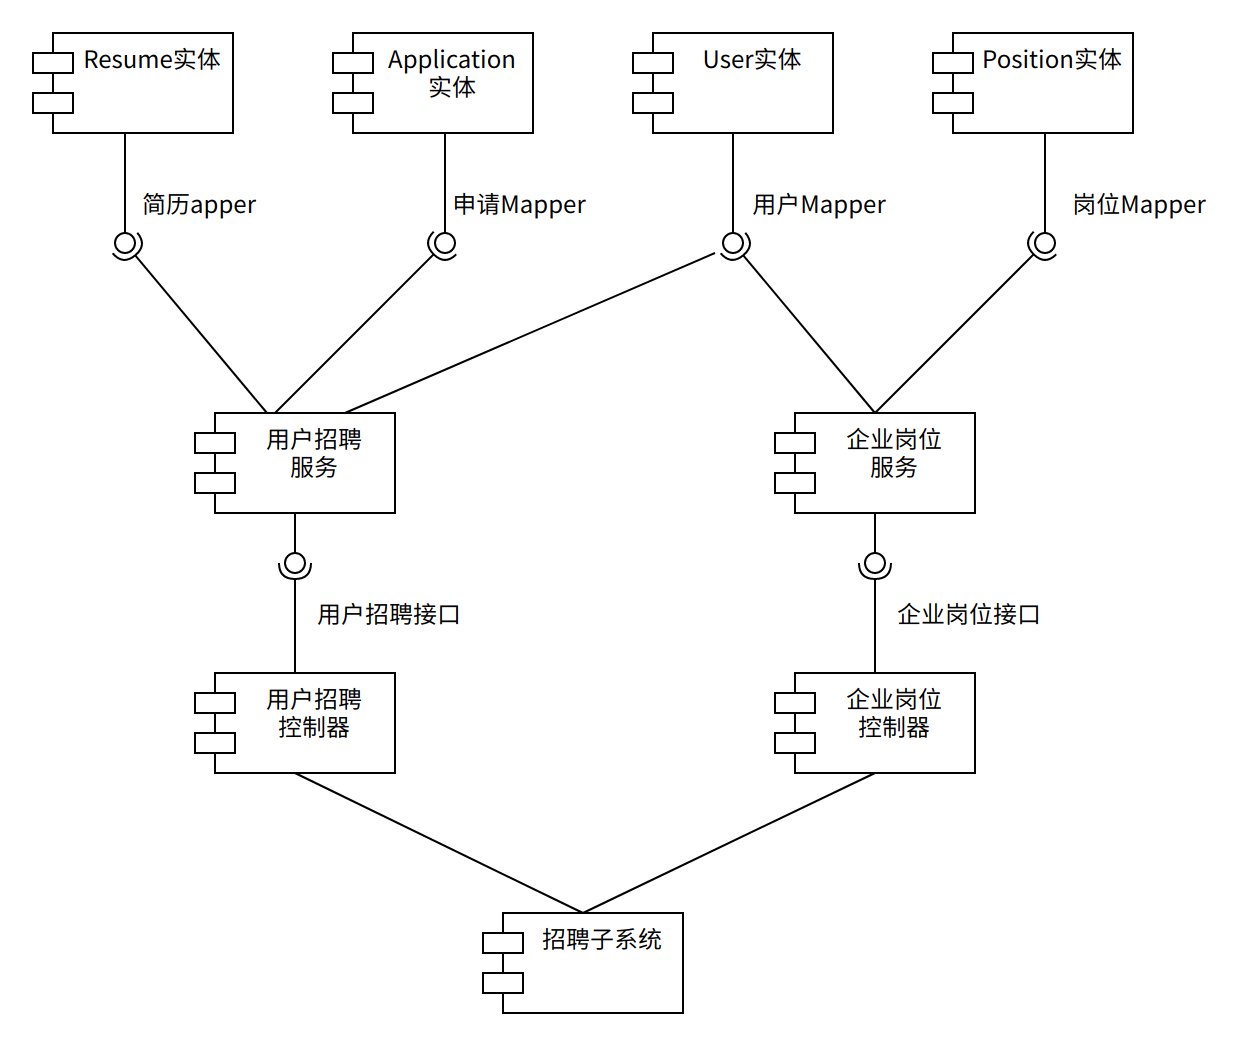 Resume实体
Application
实体
User实体
Position实体
简历apper
申请Mapper
用户Mapper
岗位Mapper
用户招聘
服务
企业岗位
服务
用户招聘接口
企业岗位接口
用户招聘
控制器
企业岗位
控制器
招聘子系统